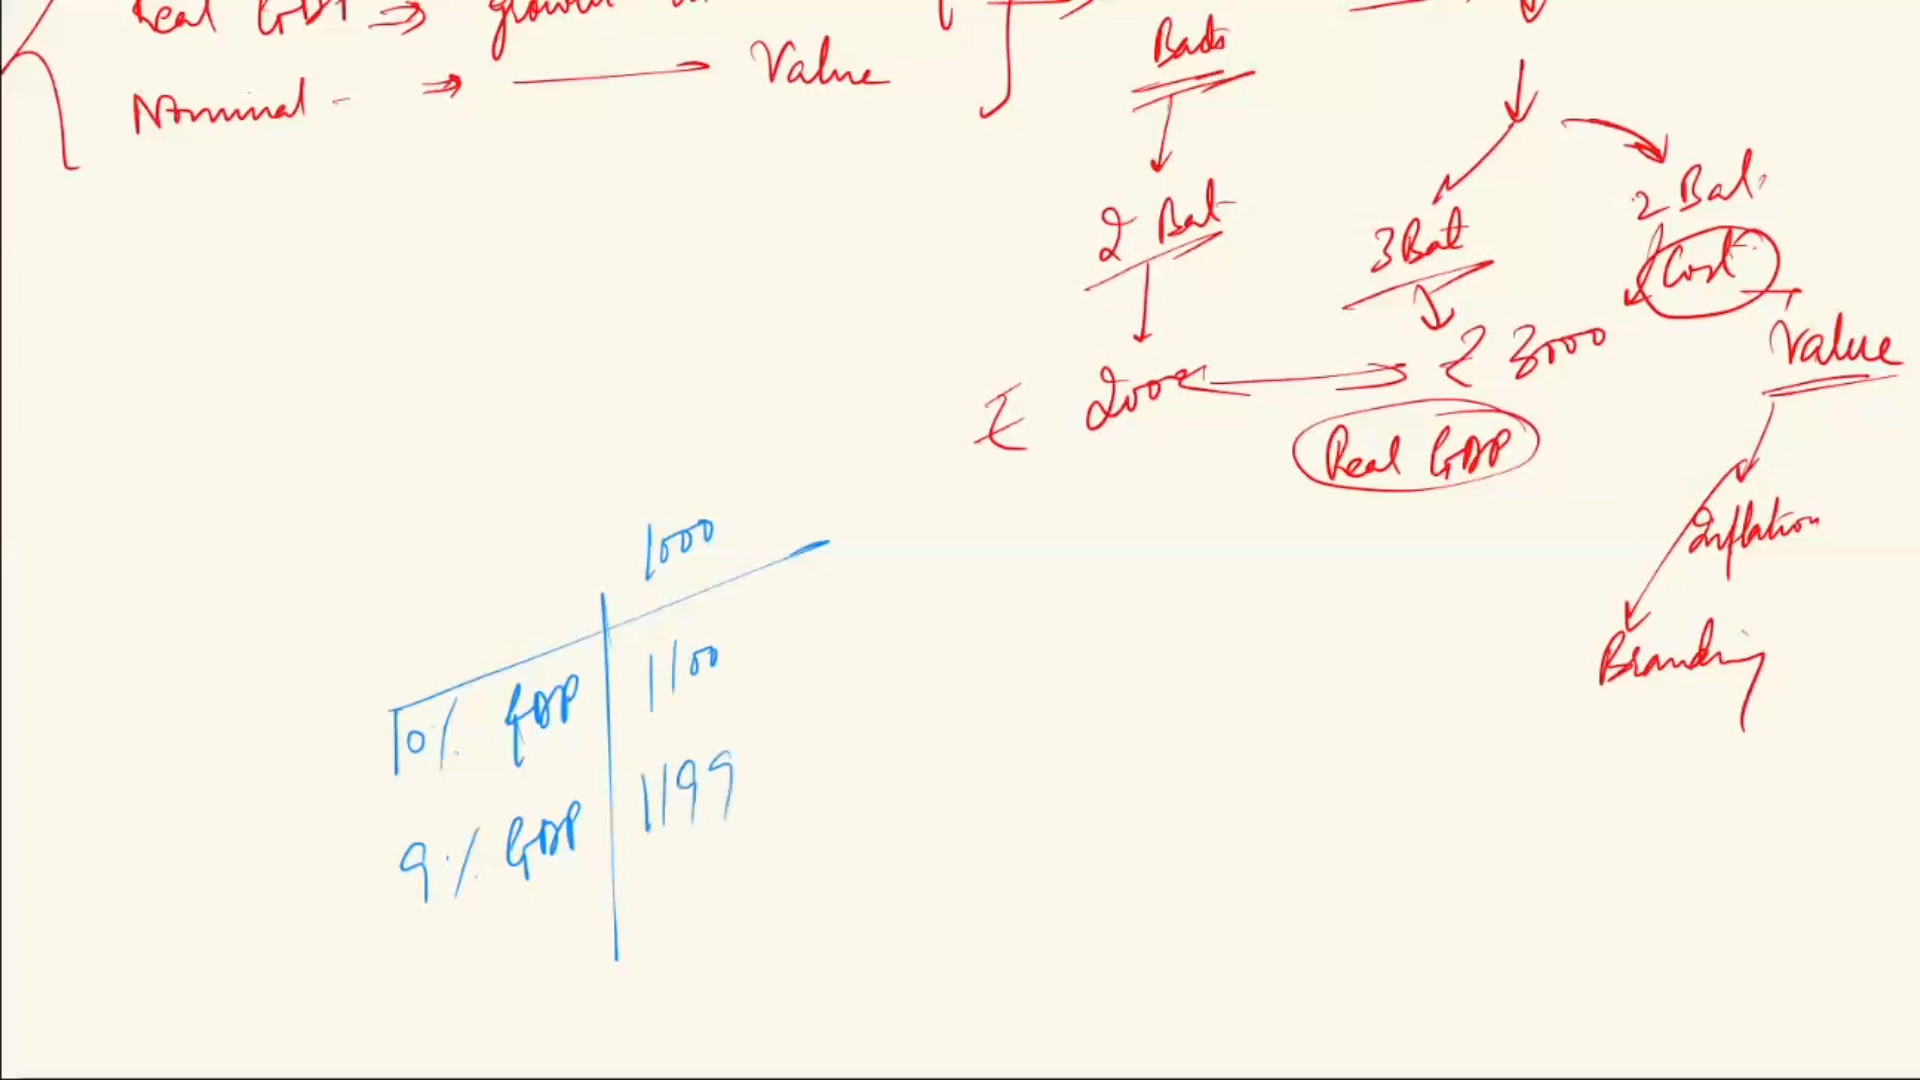 Real GDP ⇒ growth
Nominal - ⇒ → Value
Bats
2 Bat
3 Bat
2 Bat
Cost
Value
₹ 2000
₹ 3000
Real GDP
Inflation
Branding
1000
10% GDP 1100
9% GDP 1199